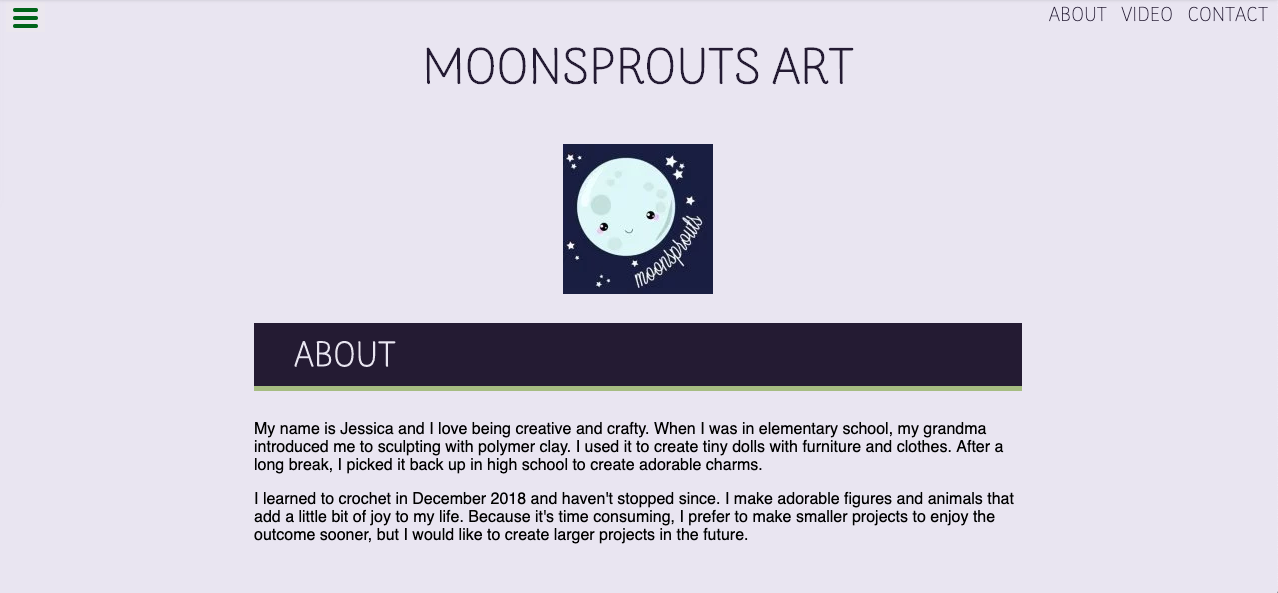 ABOUT VIDEO CONTACT
MOONSPROUTS ART
moonsprouts
ABOUT
My name is Jessica and I love being creative and crafty. When I was in elementary school, my grandma
introduced me to sculpting with polymer clay. I used it to create tiny dolls with furniture and clothes. After a
long break, I picked it back up in high school to create adorable charms.
I learned to crochet in December 2018 and haven't stopped since. I make adorable figures and animals that
add a little bit of joy to my life. Because it's time consuming, I prefer to make smaller projects to enjoy the
outcome sooner, but I would like to create larger projects in the future.